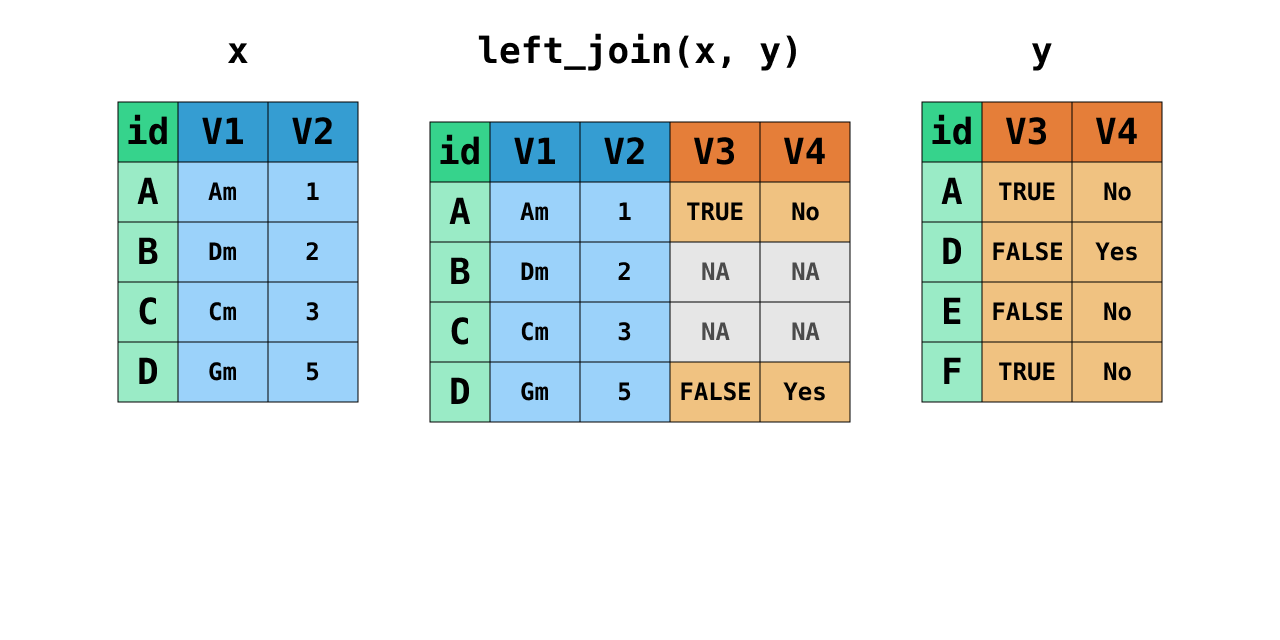 x
id V1 V2
A Am 1
B Dm 2
C Cm 3
D Gm 5
left_join(x, y)
id V1 V2 V3 V4
A Am 1 TRUE No
B Dm 2 NA NA
C Cm 3 NA NA
D Gm 5 FALSE Yes
y
id V3 V4
A TRUE No
D FALSE Yes
E FALSE No
F TRUE No